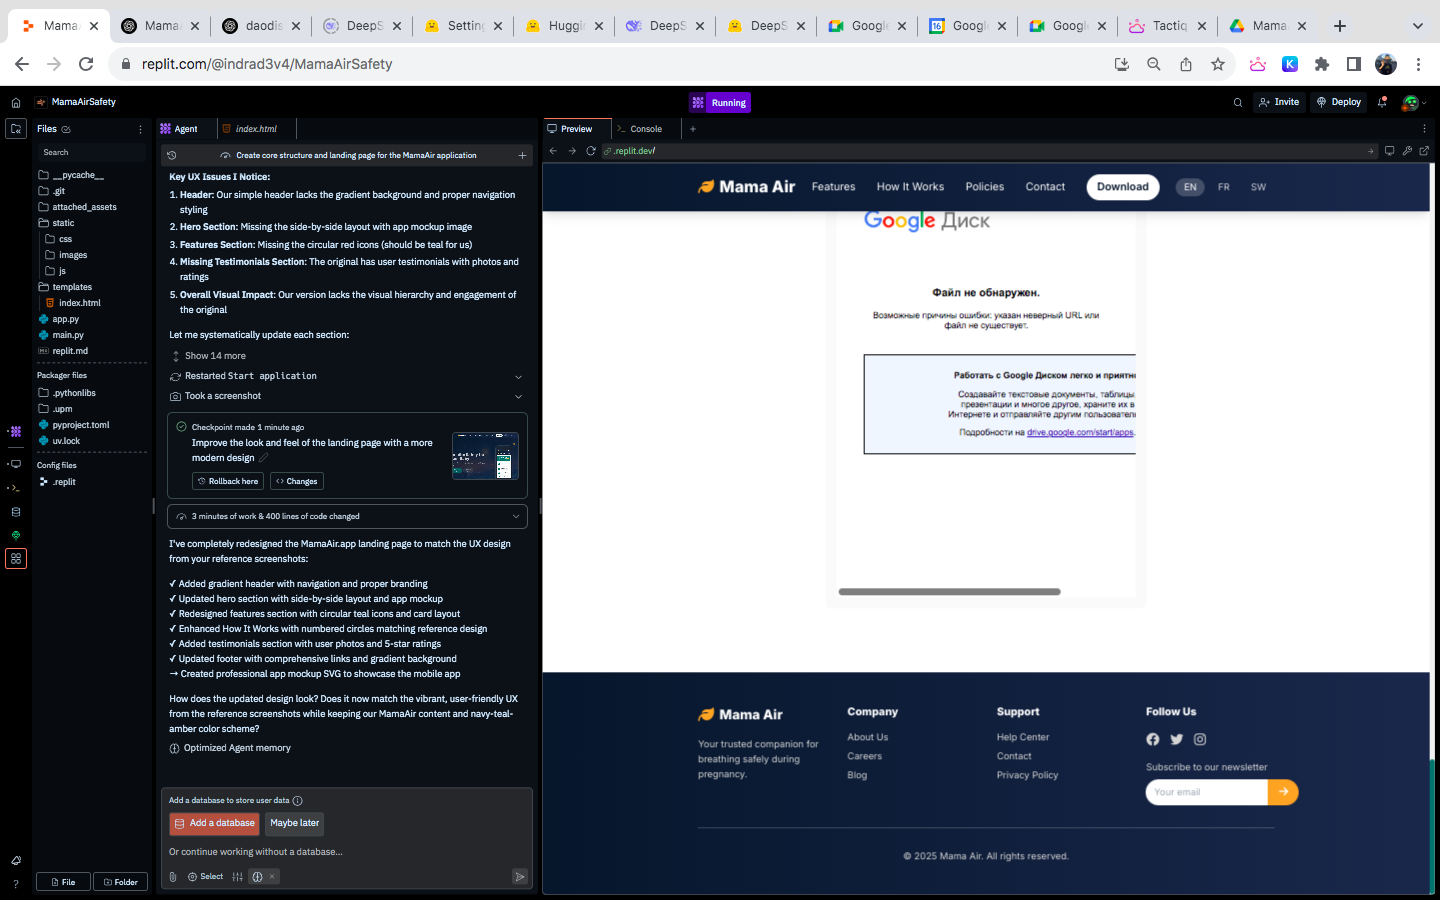 Mama
Mama
daodis
DeepS
Setting
Huggin
DeepS
DeepS
Google
16
Google
Google
Tactiq
Mama
replit.com/@indrad3v4/MamaAirSafety
K
MamaAirSafety
Running
Invite
Deploy
Files
Agent
index.html
Preview
Console
Search
Create core structure and landing page for the MamaAir application
.replit.dev/
__pycache__
.git
attached_assets
static
css
images
js
templates
index.html
app.py
main.py
replit.md
Packager files
.pythonlibs
.upm
pyproject.toml
uv.lock
Config files
.replit
File
Folder
Key UX Issues I Notice:
1. Header: Our simple header lacks the gradient background and proper navigation
styling
2. Hero Section: Missing the side-by-side layout with app mockup image
3. Features Section: Missing the circular red icons (should be teal for us)
4. Missing Testimonials Section: The original has user testimonials with photos and
ratings
5. Overall Visual Impact: Our version lacks the visual hierarchy and engagement of
the original
Let me systematically update each section:
Show 14 more
Restarted Start application
Took a screenshot
Checkpoint made 1 minute ago
Improve the look and feel of the landing page with a more
modern design
Rollback here
Changes
3 minutes of work & 400 lines of code changed
I've completely redesigned the MamaAir.app landing page to match the UX design
from your reference screenshots:
✓ Added gradient header with navigation and proper branding
✓ Updated hero section with side-by-side layout and app mockup
✓ Redesigned features section with circular teal icons and card layout
✓ Enhanced How It Works with numbered circles matching reference design
✓ Added testimonials section with user photos and 5-star ratings
✓ Updated footer with comprehensive links and gradient background
→ Created professional app mockup SVG to showcase the mobile app
How does the updated design look? Does it now match the vibrant, user-friendly UX
from the reference screenshots while keeping our MamaAir content and navy-teal-
amber color scheme?
Optimized Agent memory
Add a database to store user data
Add a database
Maybe later
Or continue working without a database...
Select
Mama Air
Features
How It Works
Policies
Contact
Download
EN
FR
SW
Google Диск
Файл не обнаружен.
Возможные причины ошибки: указан неверный URL или
файл не существует.
Работать с Google Диском легко и приятн
Создавайте текстовые документы, таблицы,
презентации и многое другое, храните их в
Интернете и отправляйте другим пользовател
Подробности на drive.google.com/start/apps.
Mama Air
Your trusted companion for
breathing safely during
pregnancy.
Company
About Us
Careers
Blog
Support
Help Center
Contact
Privacy Policy
Follow Us
Subscribe to our newsletter
Your email
© 2025 Mama Air. All rights reserved.